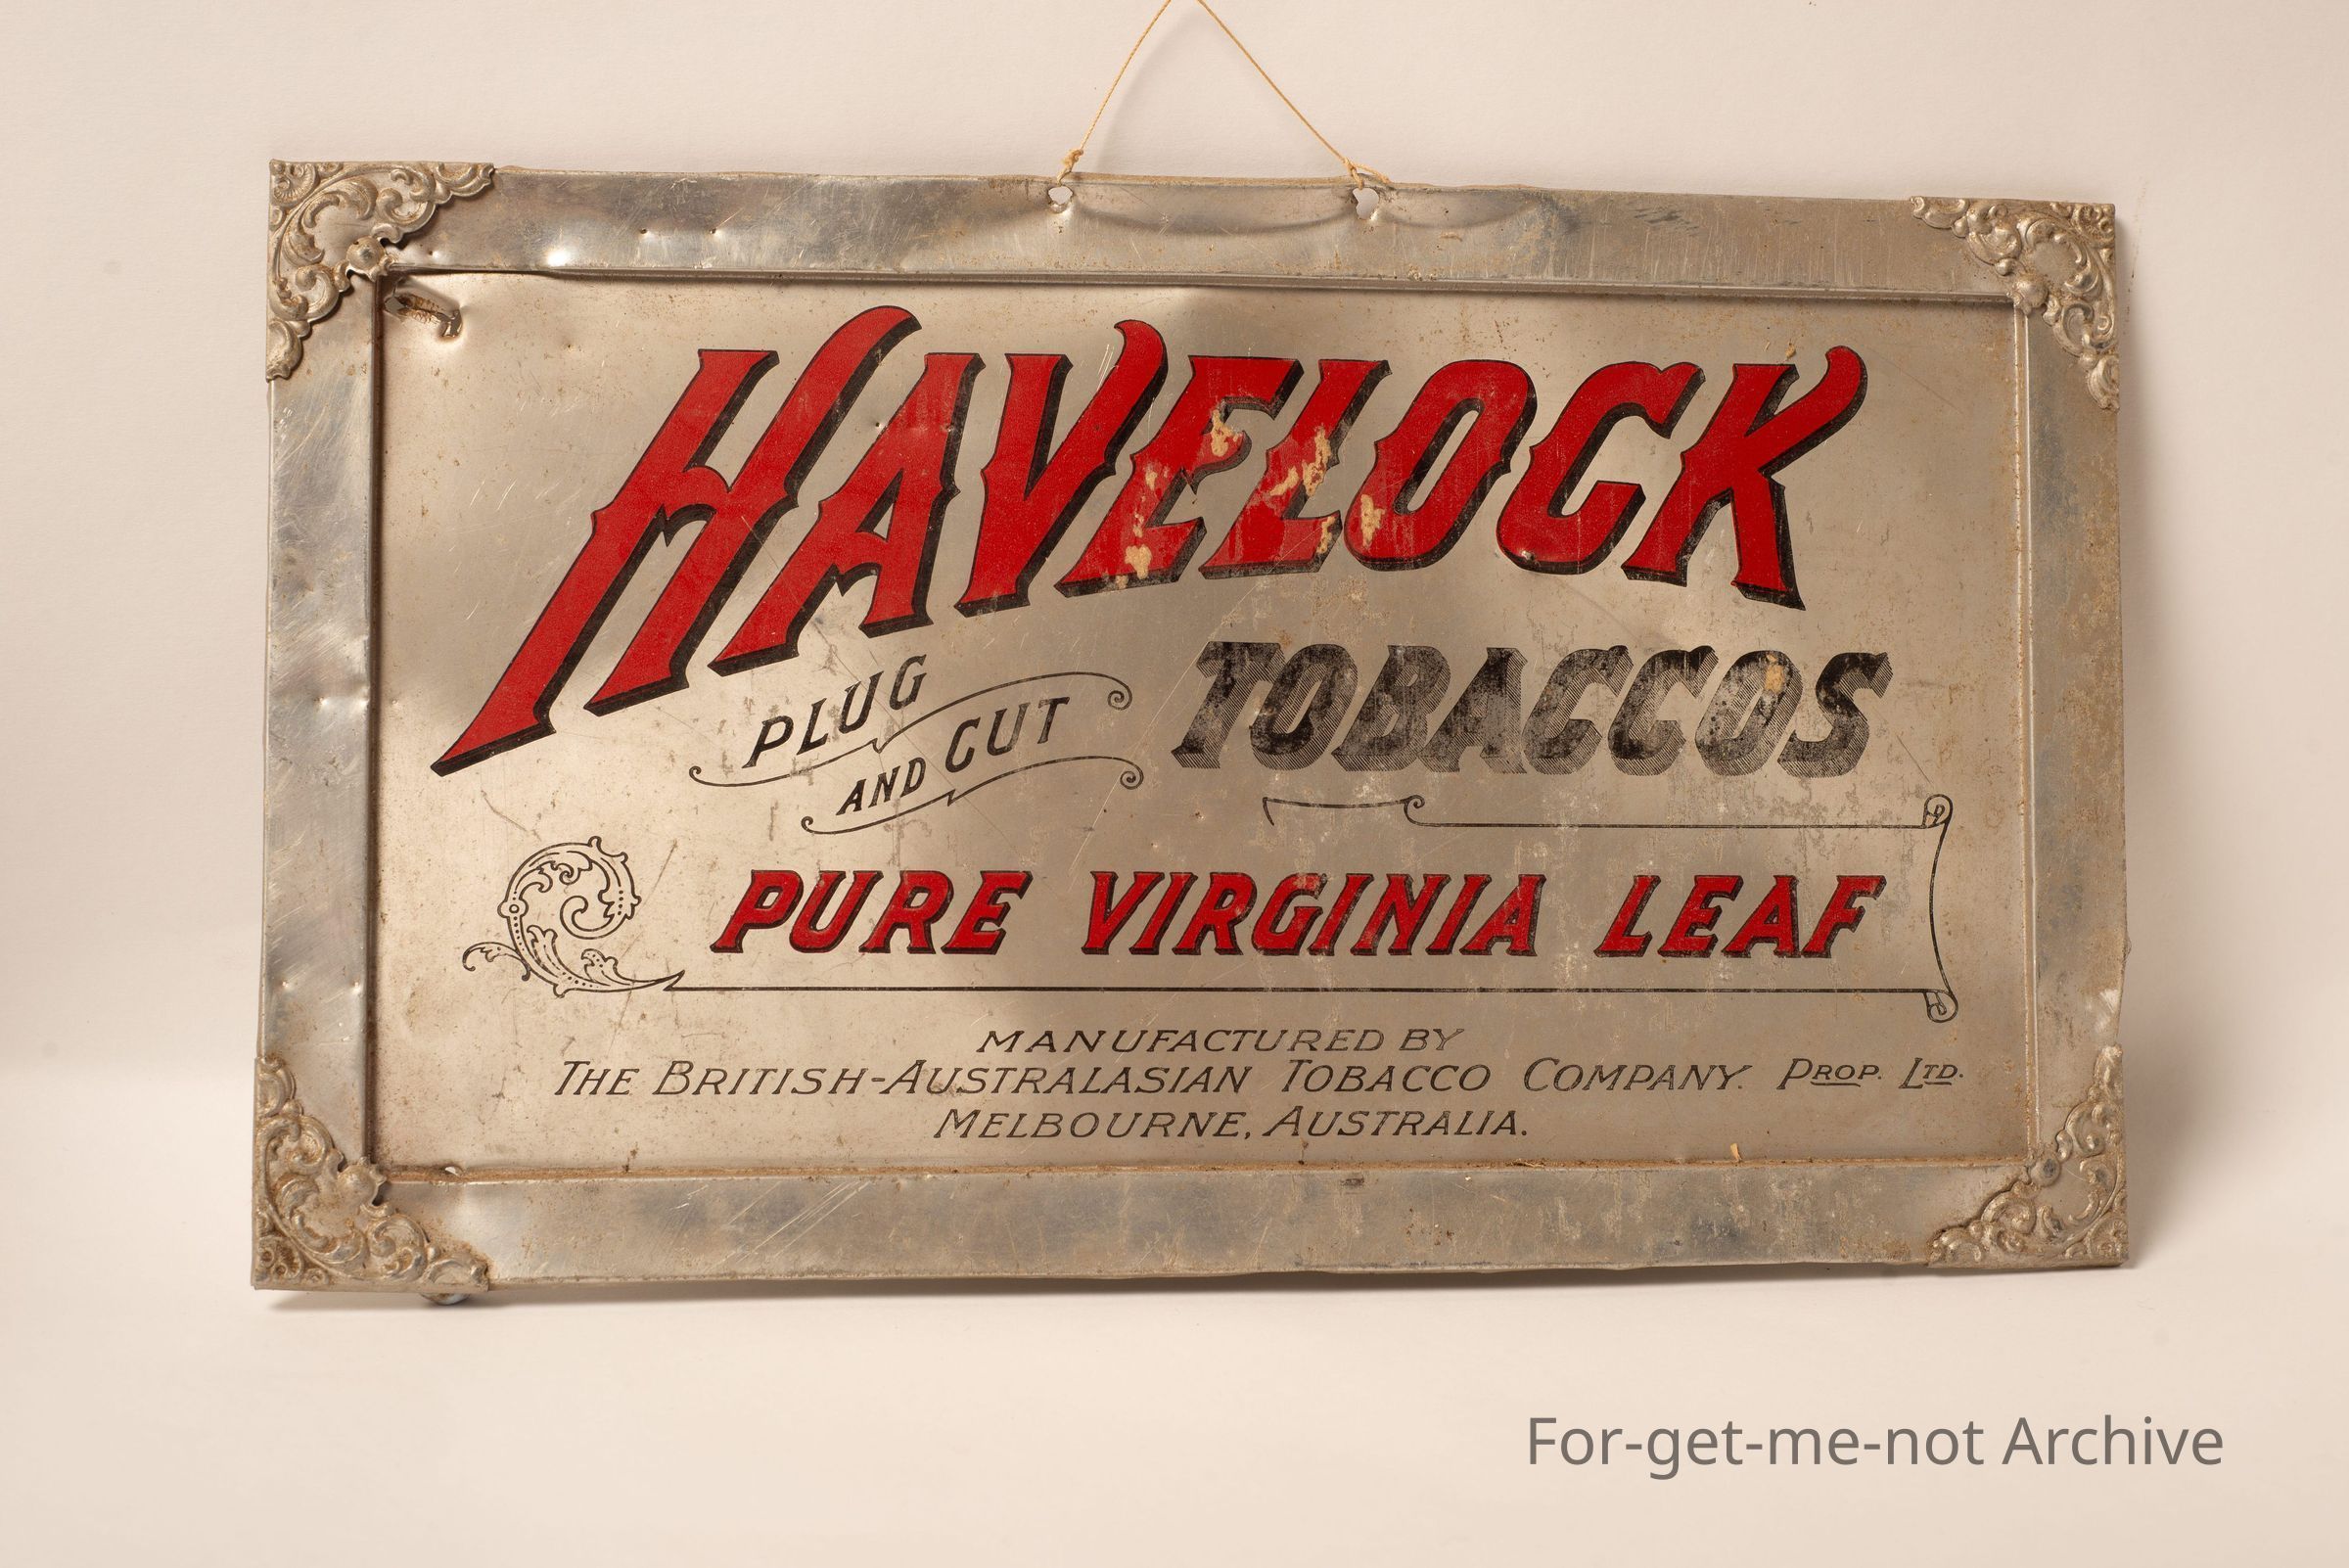 HAVELOCK
PLUG
AND CUT
TOBACCOS
PURE VIRGINIA LEAF
MANUFACTURED BY
THE BRITISH-AUSTRALASIAN TOBACCO COMPANY. PROP. LTD.
MELBOURNE, AUSTRALIA.
For-get-me-not Archive